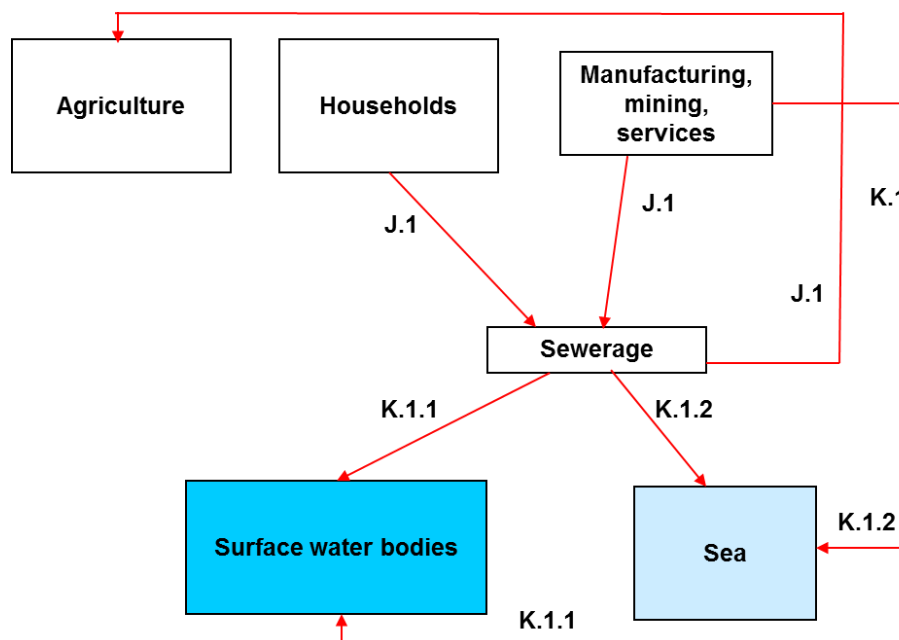 Agriculture
Households
Manufacturing,
mining,
services
J.1
J.1
K.1
J.1
Sewerage
K.1.1
K.1.2
Surface water bodies
Sea
K.1.2
K.1.1